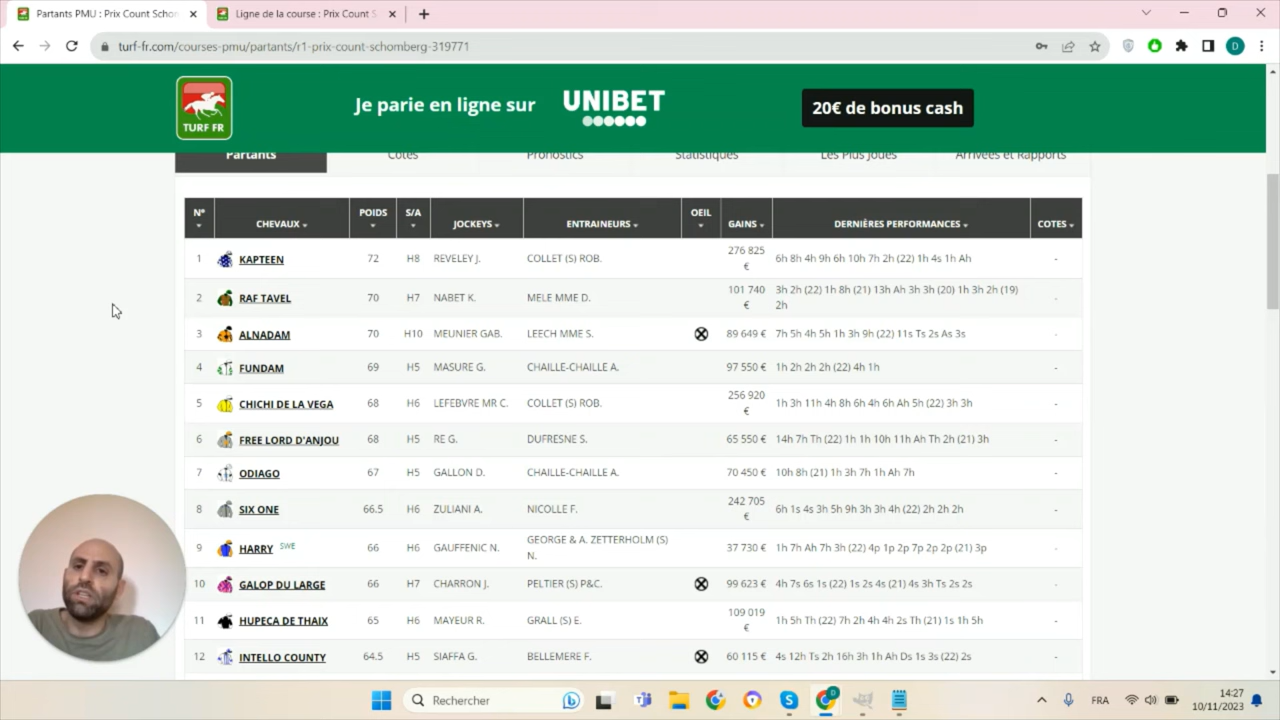 Partants PMU : Prix Count Schon
Ligne de la course : Prix Count S
turf-fr.com/courses-pmu/partants/r1-prix-count-schomberg-319771
D
TURF FR
Je parie en ligne sur
UNIBET
20€ de bonus cash
Partants Cotes Pronostics Statistiques Les Plus Joués Arrivées et Rapports
N° CHEVAUX POIDS S/A JOCKEYS ENTRAINEURS OEIL GAINS DERNIÈRES PERFORMANCES COTES
1 KAPTEEN 72 H8 REVELEY J. COLLET (S) ROB. 276 825 € 6h 8h 4h 9h 6h 10h 7h 2h (22) 1h 4s 1h Ah -
2 RAF TAVEL 70 H7 NABET K. MELE MME D. 101 740 € 3h 2h (22) 1h 8h (21) 13h Ah 3h 3h (20) 1h 3h 2h (19) 2h -
3 ALNADAM 70 H10 MEUNIER GAB. LEECH MME S. 89 649 € 7h 5h 4h 5h 1h 3h 9h (22) 11s Ts 2s As 3s -
4 FUNDAM 69 H5 MASURE G. CHAILLE-CHAILLE A. 97 550 € 1h 2h 2h 2h (22) 4h 1h -
5 CHICHI DE LA VEGA 68 H6 LEFEBVRE MR C. COLLET (S) ROB. 256 920 € 1h 3h 11h 4h 8h 6h 4h 6h Ah 5h (22) 3h 3h -
6 FREE LORD D'ANJOU 68 H5 RE G. DUFRESNE S. 65 550 € 14h 7h Th (22) 1h 1h 10h 11h Ah Th 2h (21) 3h -
7 ODIAGO 67 H5 GALLON D. CHAILLE-CHAILLE A. 70 450 € 10h 8h (21) 1h 3h 7h 1h Ah 7h -
8 SIX ONE 66.5 H6 ZULIANI A. NICOLLE F. 242 705 € 6h 1s 4s 3h 5h 9h 3h 3h 4h (22) 2h 2h 2h -
9 HARRY SWE 66 H6 GAUFFENIC N. GEORGE & A. ZETTERHOLM (S) N. 37 730 € 1h 7h Ah 7h 3h (22) 4p 1p 2p 7p 2p 2p (21) 3p -
10 GALOP DU LARGE 66 H7 CHARRON J. PELTIER (S) P&C. 99 623 € 4h 7s 6s 1s (22) 1s 2s 4s (21) 4s 3h Ts 2s 2s -
11 HUPECA DE THAIX 65 H6 MAYEUR R. GRALL (S) E. 109 019 € 1h 5h Th (22) 7h 2h 4h 4h 2s Th (21) 1s 1h 5h -
12 INTELLO COUNTY 64.5 H5 SIAFFA G. BELLEMERE F. 60 115 € 4s 12h Ts 2h 16h 3h 1h Ah Ds 1s 3s (22) 2s -
Rechercher
FRA
14:27
10/11/2023